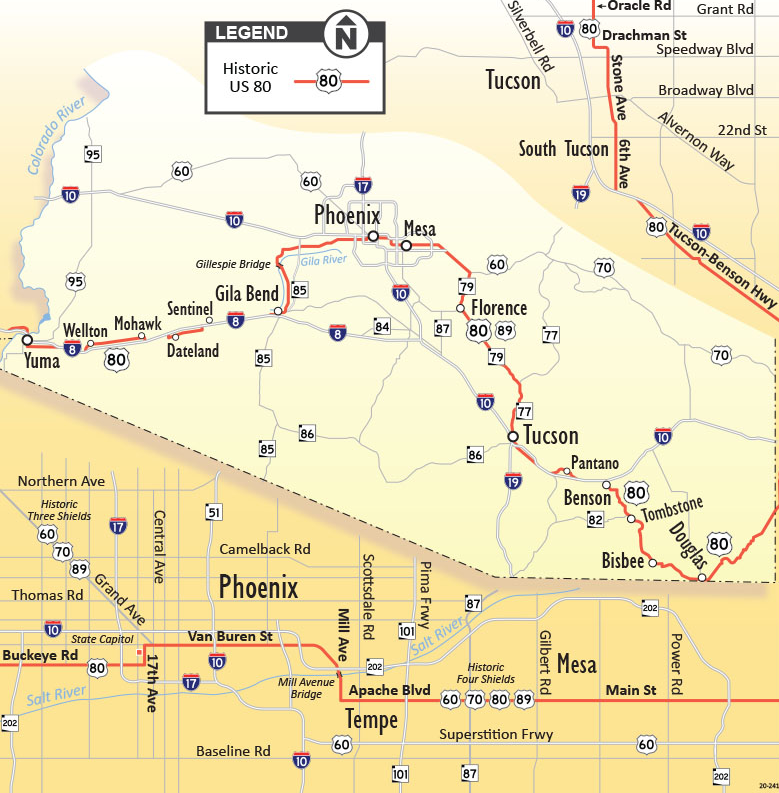 LEGEND
N
Historic
US 80
80
Silverbell Rd
10
80
Oracle Rd
Grant Rd
Drachman St
Speedway Blvd
Tucson
Stone Ave
Broadway Blvd
Alvernon Way
22nd St
South Tucson
6th Ave
19
80
10
Tucson-Benson Hwy
Colorado River
95
60
60
17
10
10
Phoenix
Mesa
Gillespie Bridge
Gila River
60
70
95
85
79
10
Gila Bend
Florence
Sentinel
Mohawk
Wellton
8
8
84
87
80
89
77
Yuma
8
80
Dateland
85
79
70
10
77
86
85
Tucson
10
86
19
Pantano
Benson
80
82
Tombstone
Douglas
80
Bisbee
Northern Ave
Historic
Three Shields
60
70
89
17
Central Ave
51
Camelback Rd
Grand Ave
Phoenix
Thomas Rd
Scottsdale Rd
Pima Frwy
87
202
10
State Capitol
Van Buren St
Mill Ave
101
Salt River
Gilbert Rd
Mesa
Power Rd
Buckeye Rd
80
17th Ave
10
17
202
Historic
Four Shields
Salt River
Mill Avenue
Bridge
Apache Blvd
60
70
80
89
Main St
202
Tempe
Baseline Rd
10
60
Superstition Frwy
60
101
87
202
20-241